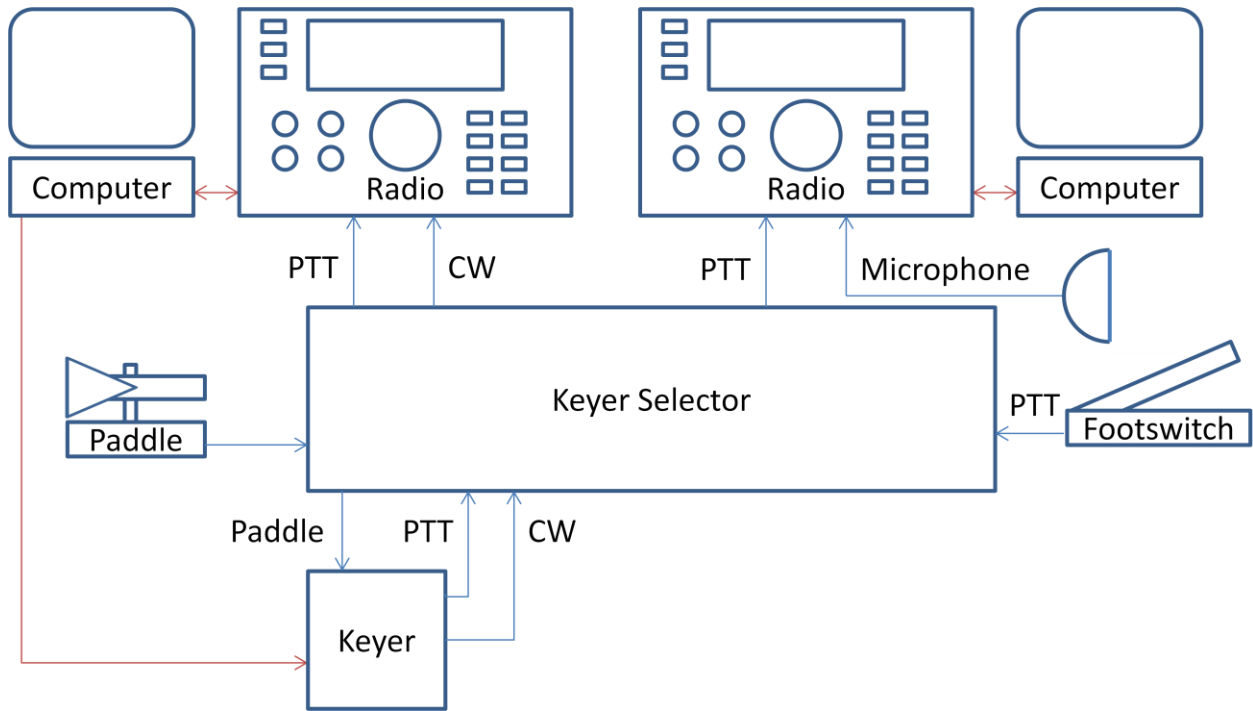 Computer
Radio
Radio
Computer
PTT
CW
PTT
Microphone
Keyer Selector
PTT
Paddle
Footswitch
Paddle
PTT
CW
Keyer